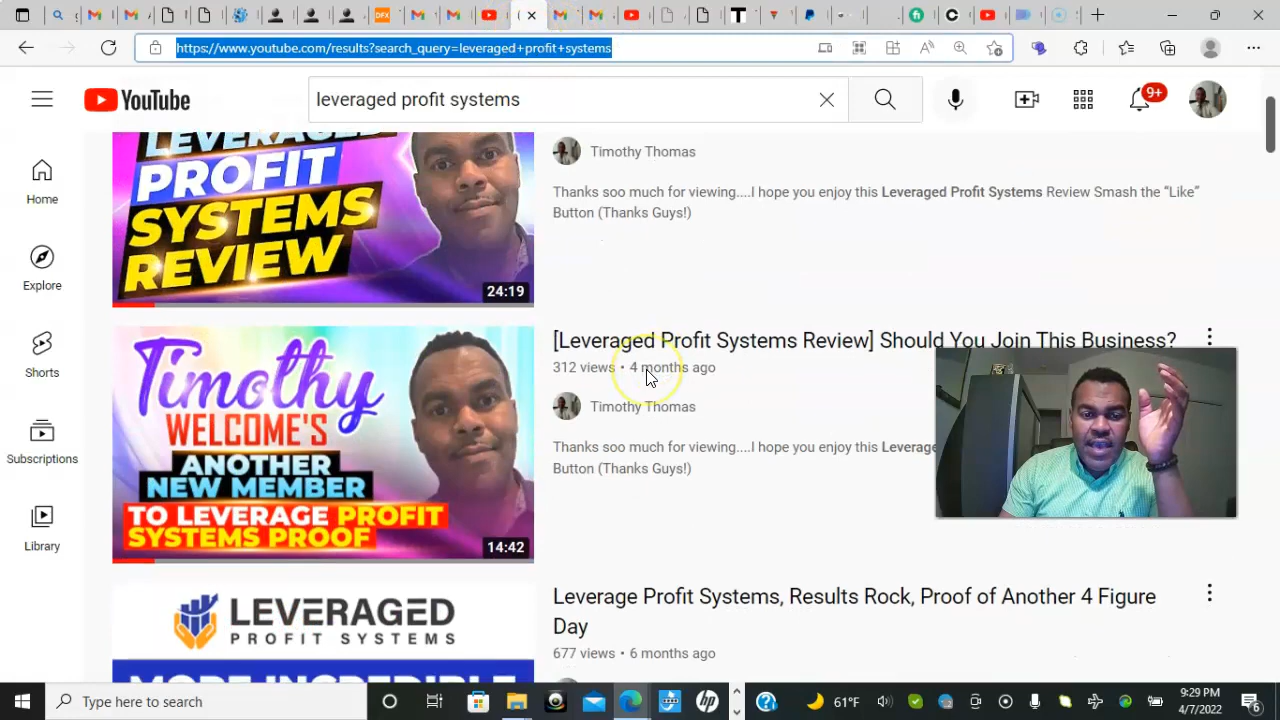 DFX
https://www.youtube.com/results?search_query=leveraged+profit+systems
YouTube
leveraged profit systems
9+
Home
Explore
Shorts
Subscriptions
Library
LEVERAGED
PROFIT
SYSTEMS
REVIEW
24:19
Timothy Thomas
Thanks soo much for viewing....I hope you enjoy this Leveraged Profit Systems Review Smash the “Like”
Button (Thanks Guys!)
Timothy
WELCOME'S
ANOTHER
NEW MEMBER
TO LEVERAGE PROFIT
SYSTEMS PROOF
14:42
[Leveraged Profit Systems Review] Should You Join This Business?
312 views • 4 months ago
Timothy Thomas
Thanks soo much for viewing....I hope you enjoy this Leverage
Button (Thanks Guys!)
LEVERAGED
PROFIT SYSTEMS
Leverage Profit Systems, Results Rock, Proof of Another 4 Figure
Day
677 views • 6 months ago
Type here to search
hp
61°F
9:29 PM
4/7/2022
6